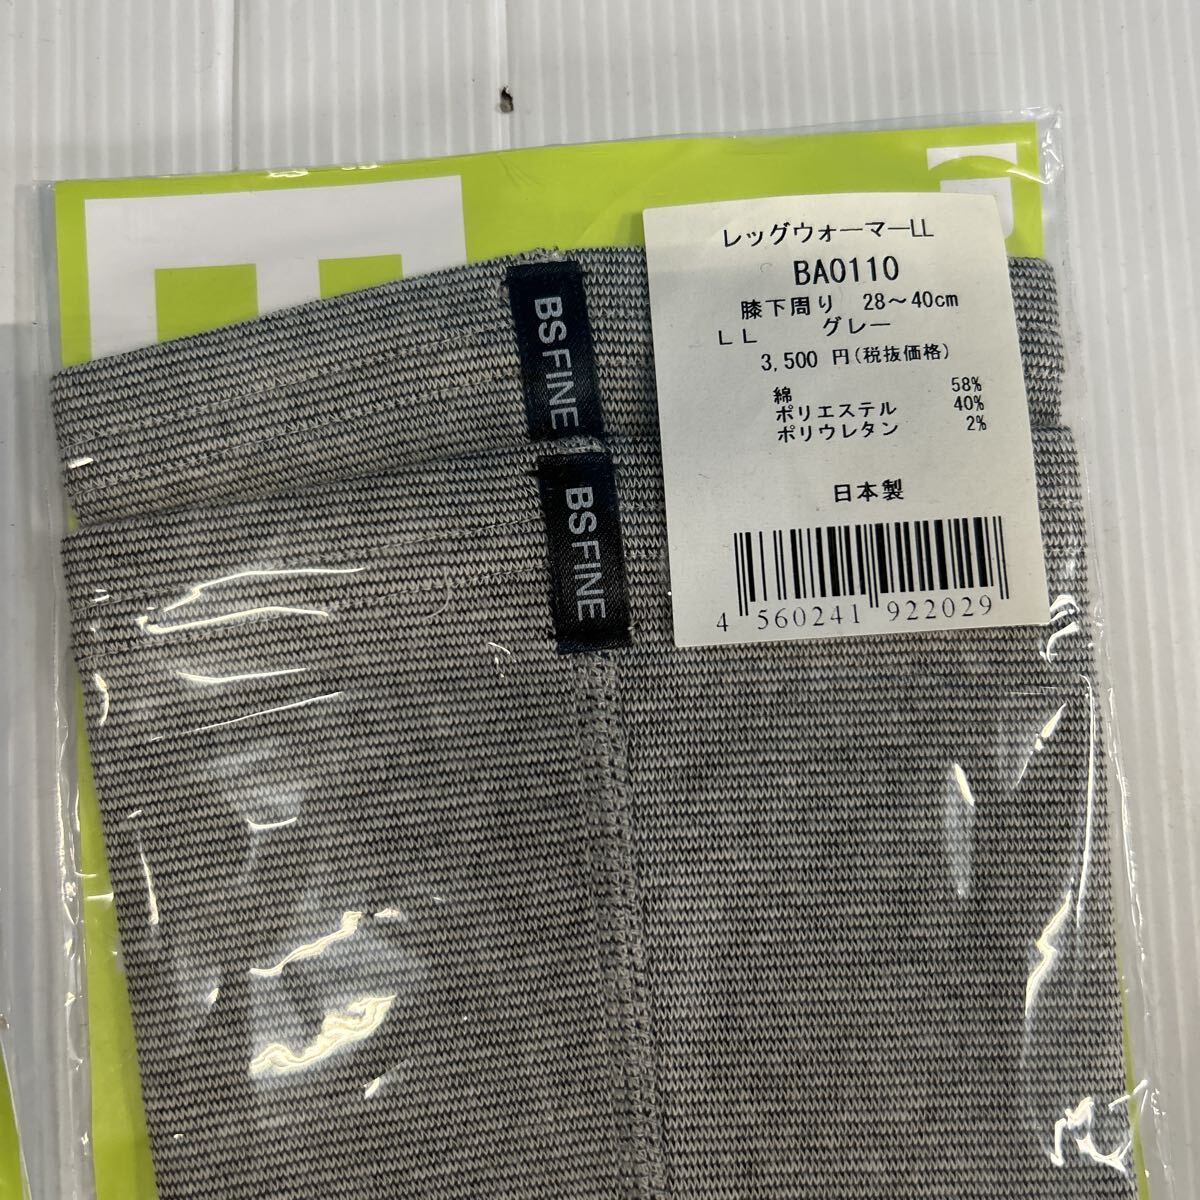 レッグウォーマーLL
BA0110
膝下周り 28～40cm
LL グレー
3,500 円(税抜価格)
綿 58%
ポリエステル 40%
ポリウレタン 2%
日本製
4 560241 922029
BSFINE
BSFINE